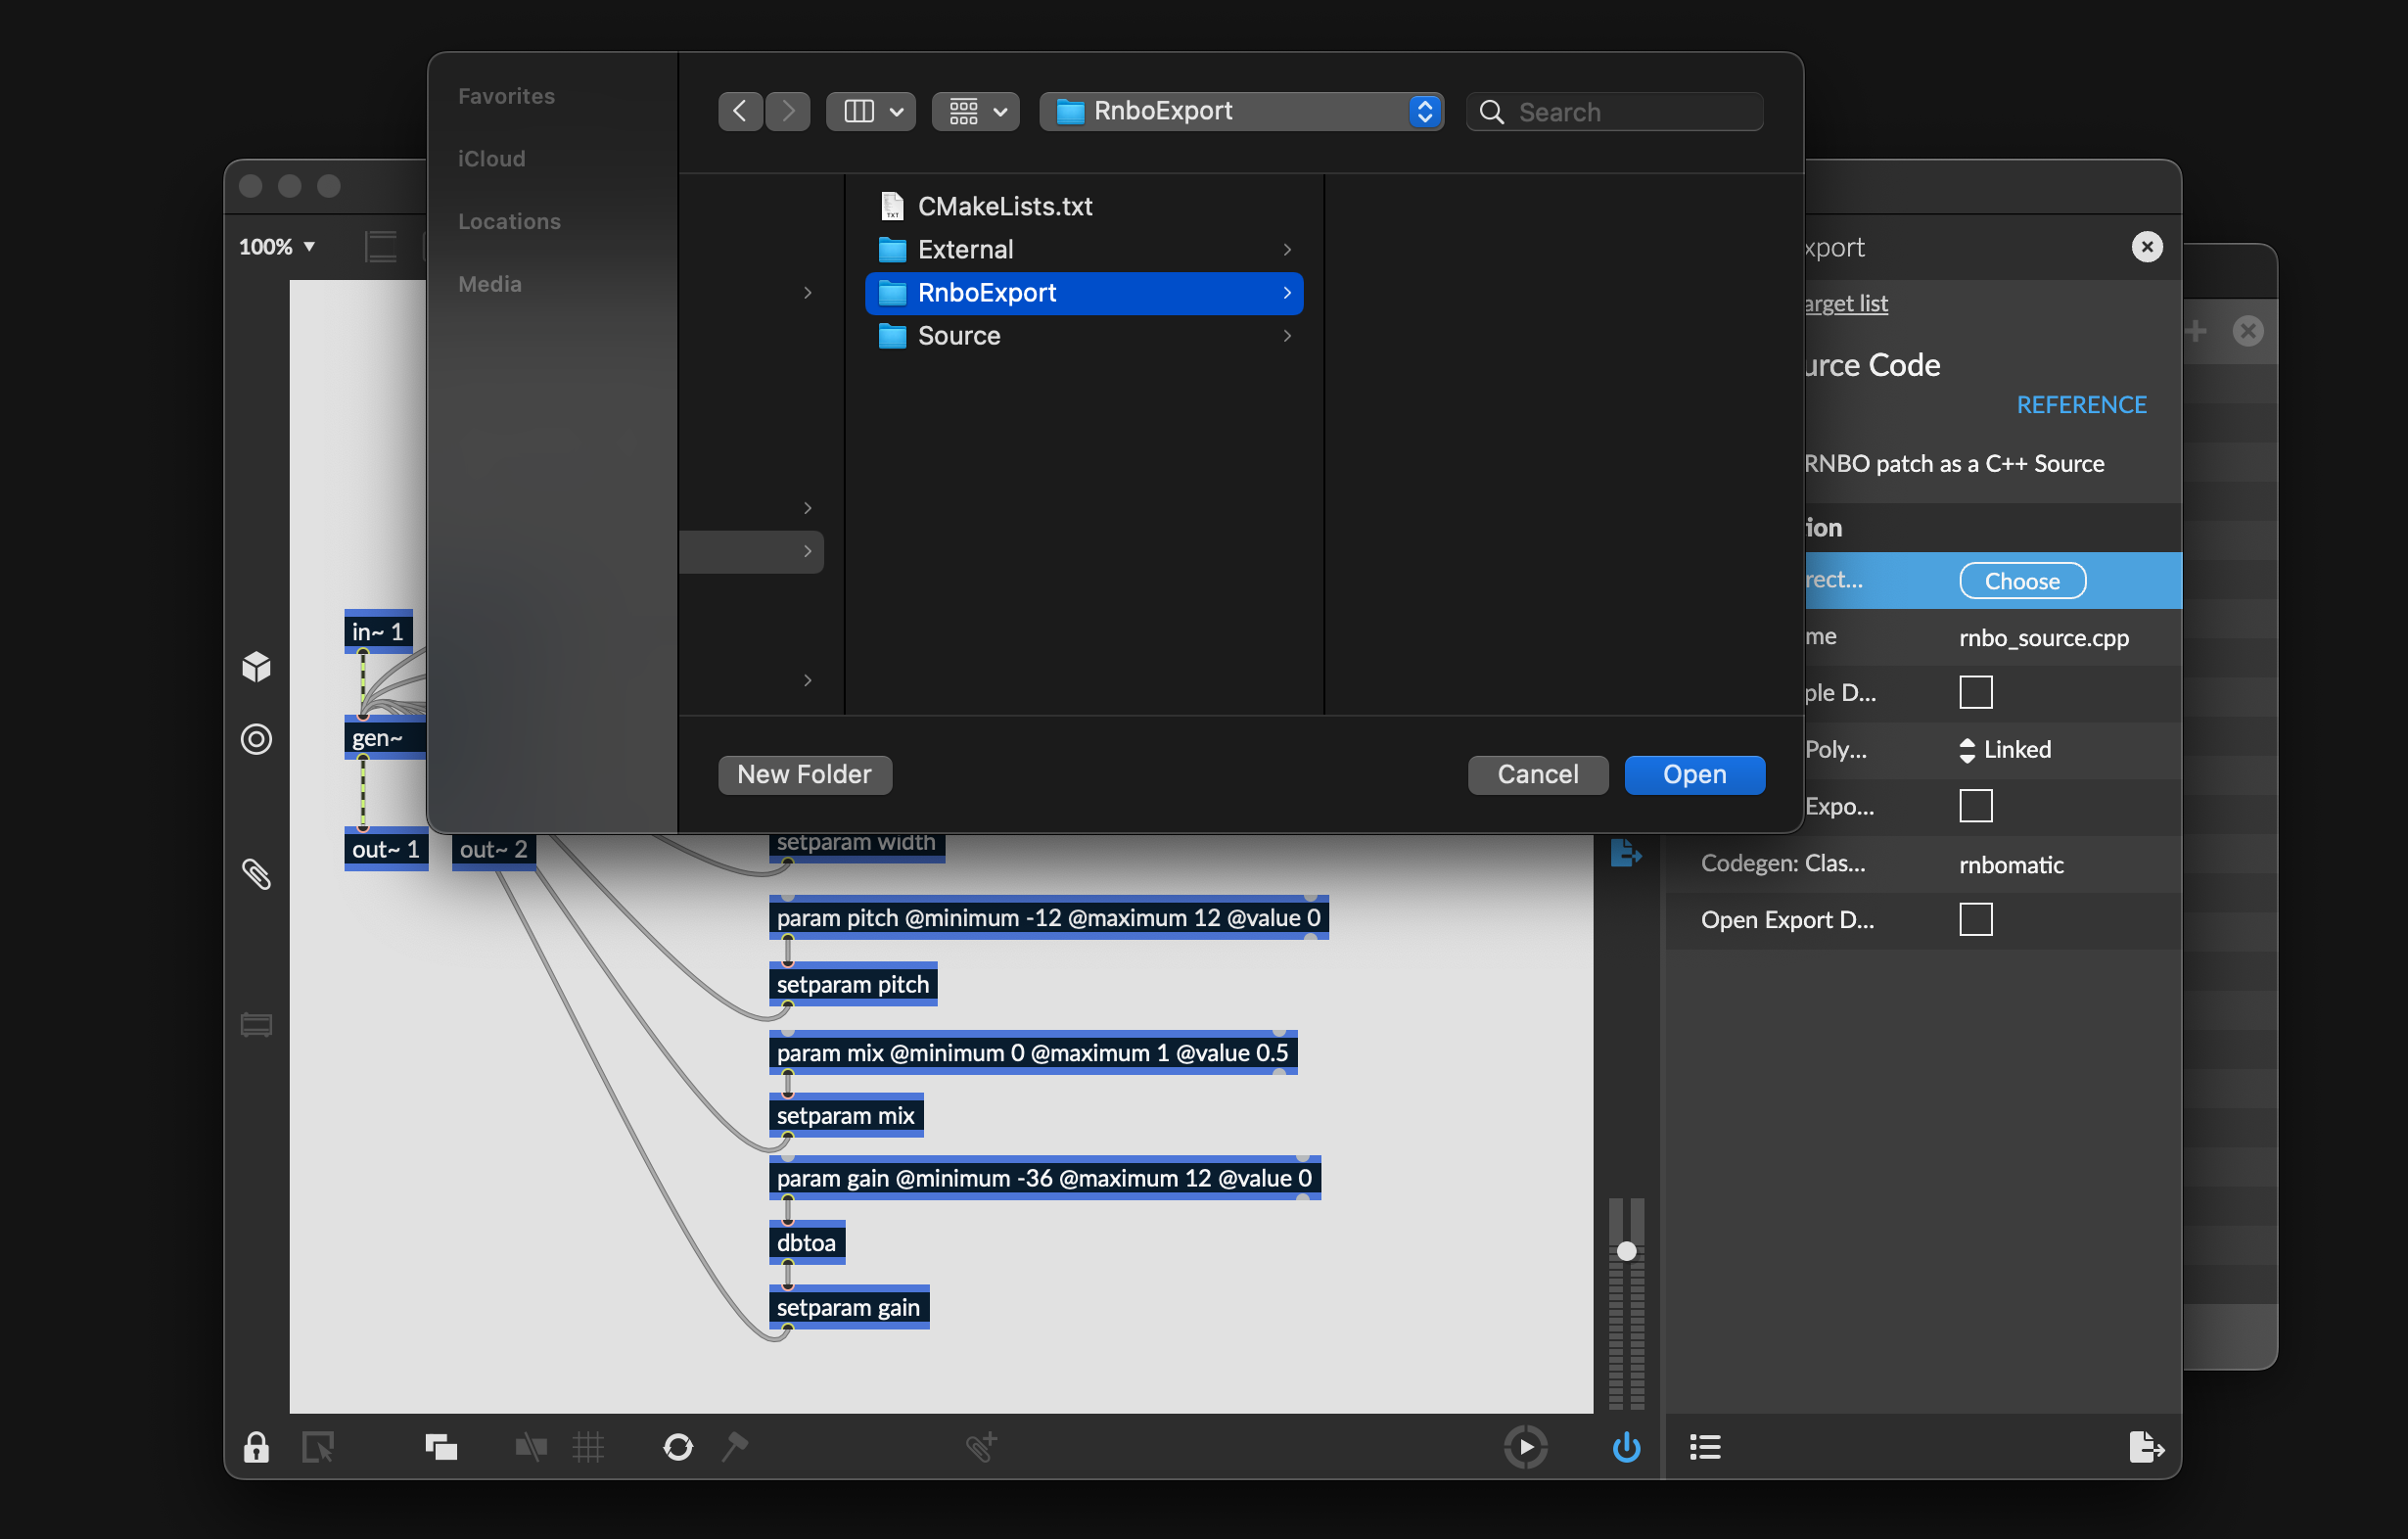 Favorites
iCloud
Locations
Media
RnboExport
Search
CMakeLists.txt
External
RnboExport
Source
New Folder
Cancel
Open
100%
in~ 1
gen~
out~ 1
out~ 2
setparam width
param pitch @minimum -12 @maximum 12 @value 0
setparam pitch
param mix @minimum 0 @maximum 1 @value 0.5
setparam mix
param gain @minimum -36 @maximum 12 @value 0
dbtoa
setparam gain
xport
arget list
urce Code
REFERENCE
RNBO patch as a C++ Source
ion
rect... Choose
me rnbo_source.cpp
ple D...
Poly... Linked
Expo...
Codegen: Clas... rnbomatic
Open Export D...